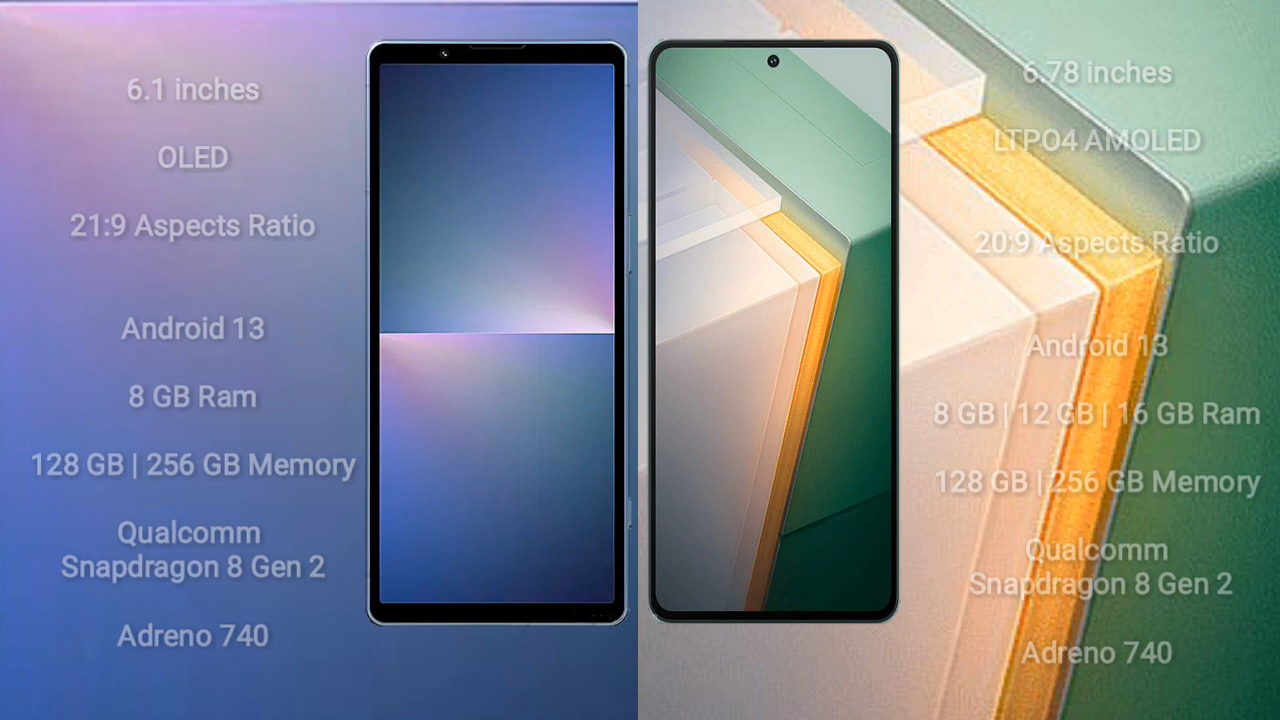 6.1 inches
OLED
21:9 Aspects Ratio
Android 13
8 GB Ram
128 GB | 256 GB Memory
Qualcomm
Snapdragon 8 Gen 2
Adreno 740
6.78 inches
LTPO4 AMOLED
20:9 Aspects Ratio
Android 13
8 GB | 12 GB | 16 GB Ram
128 GB | 256 GB Memory
Qualcomm
Snapdragon 8 Gen 2
Adreno 740